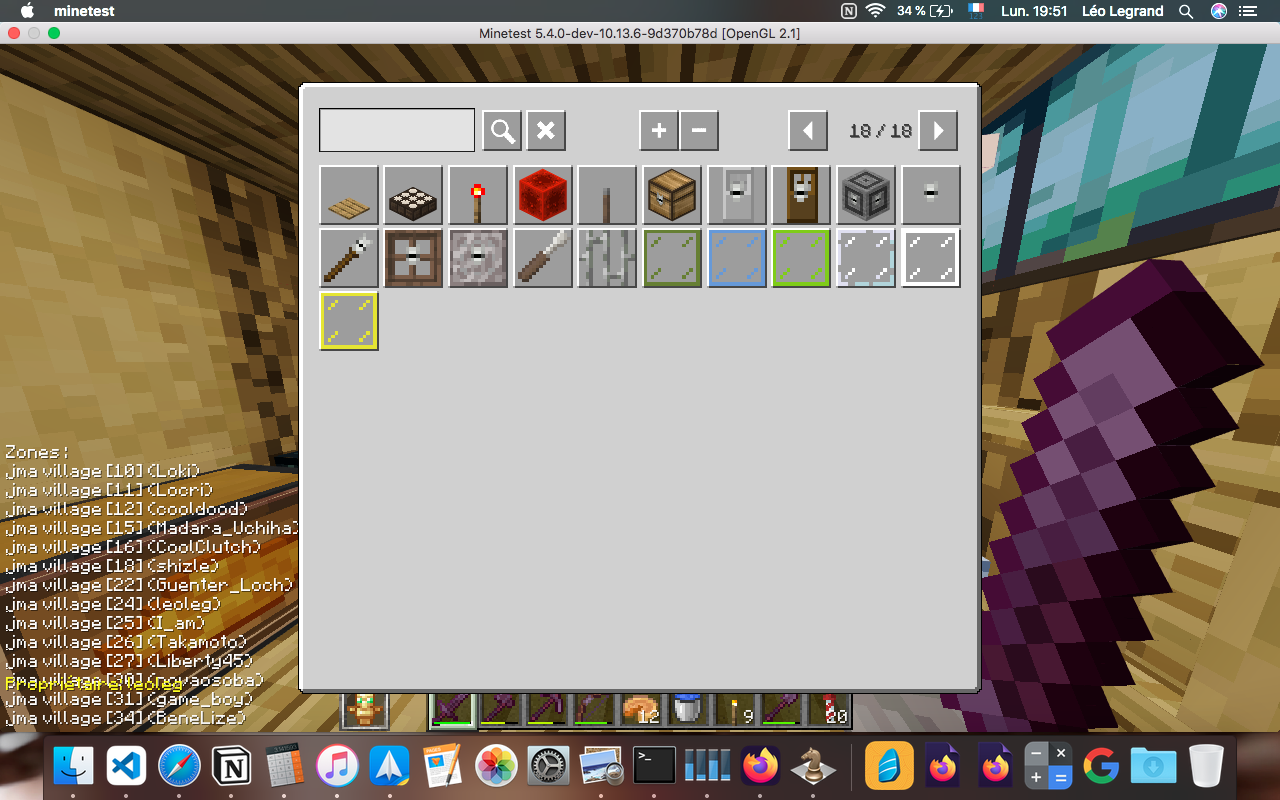 minetest
34 %
Lun. 19:51
Léo Legrand
Minetest 5.4.0-dev-10.13.6-9d370b78d [OpenGL 2.1]
18 / 18
Zones :
jma village [10] (Loki)
jma village [11] (Locri)
jma village [12] (cooldood)
jma village [15] (Madara_Uchiha)
jma village [16] (CoolClutch)
jma village [18] (shizle)
jma village [22] (Guenter_Loch)
jma village [24] (leoleg)
jma village [25] (I_am)
jma village [26] (Takamoto)
jma village [27] (Liberty45)
jma village [30]
jma village [31] (game_boy)
jma village [34] (BeneLize)
12
9
20